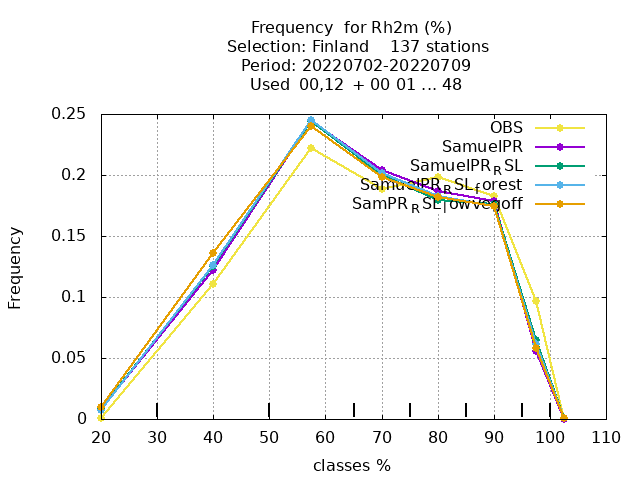 Frequency for Rh2m (%)
Selection: Finland 137 stations
Period: 20220702-20220709
Used 00,12 + 00 01 ... 48
0.25
OBS
SamuelPR
SamuelPR_RSL
0.2
SamuelPR_RSL_forest
SamPR_RSL_lowvegoff
0.15
Frequency
0.1
0.05
0
20 30 40 50 60 70 80 90 100 110
classes %